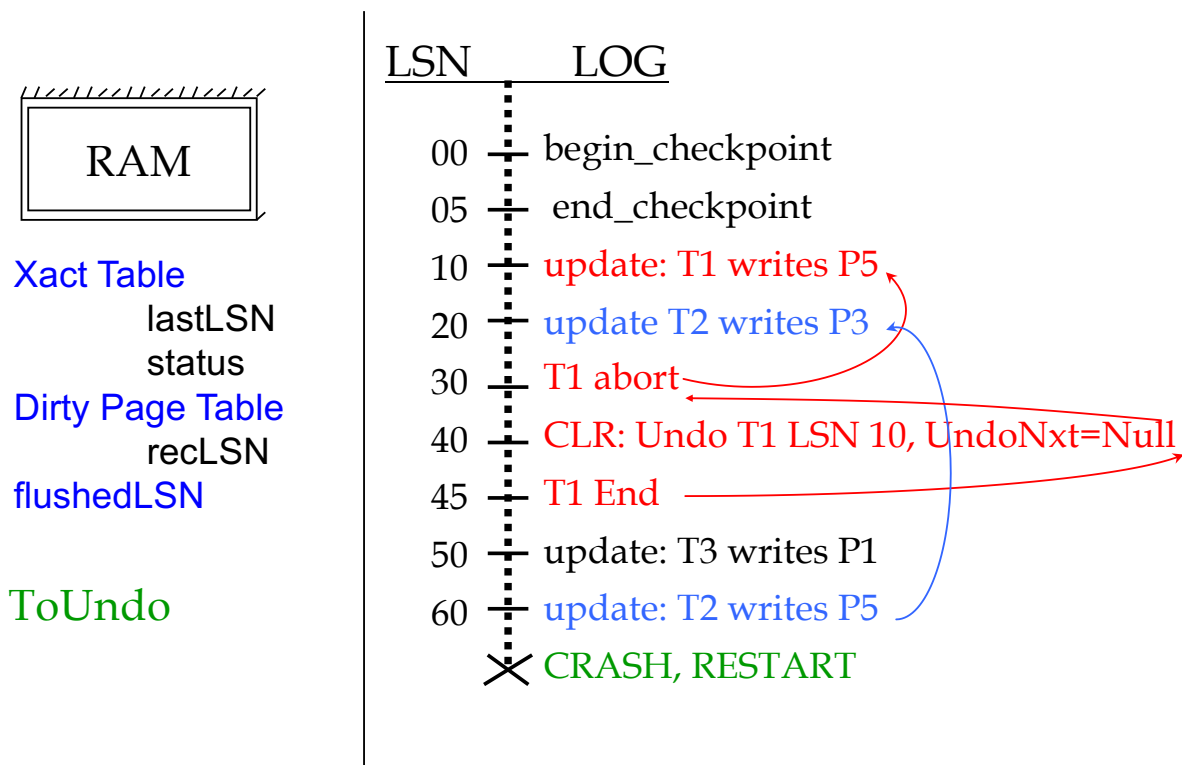 RAM
Xact Table
lastLSN
status
Dirty Page Table
recLSN
flushedLSN
ToUndo
LSN LOG
00 begin_checkpoint
05 end_checkpoint
10 update: T1 writes P5
20 update T2 writes P3
30 T1 abort
40 CLR: Undo T1 LSN 10, UndoNxt=Null
45 T1 End
50 update: T3 writes P1
60 update: T2 writes P5
CRASH, RESTART